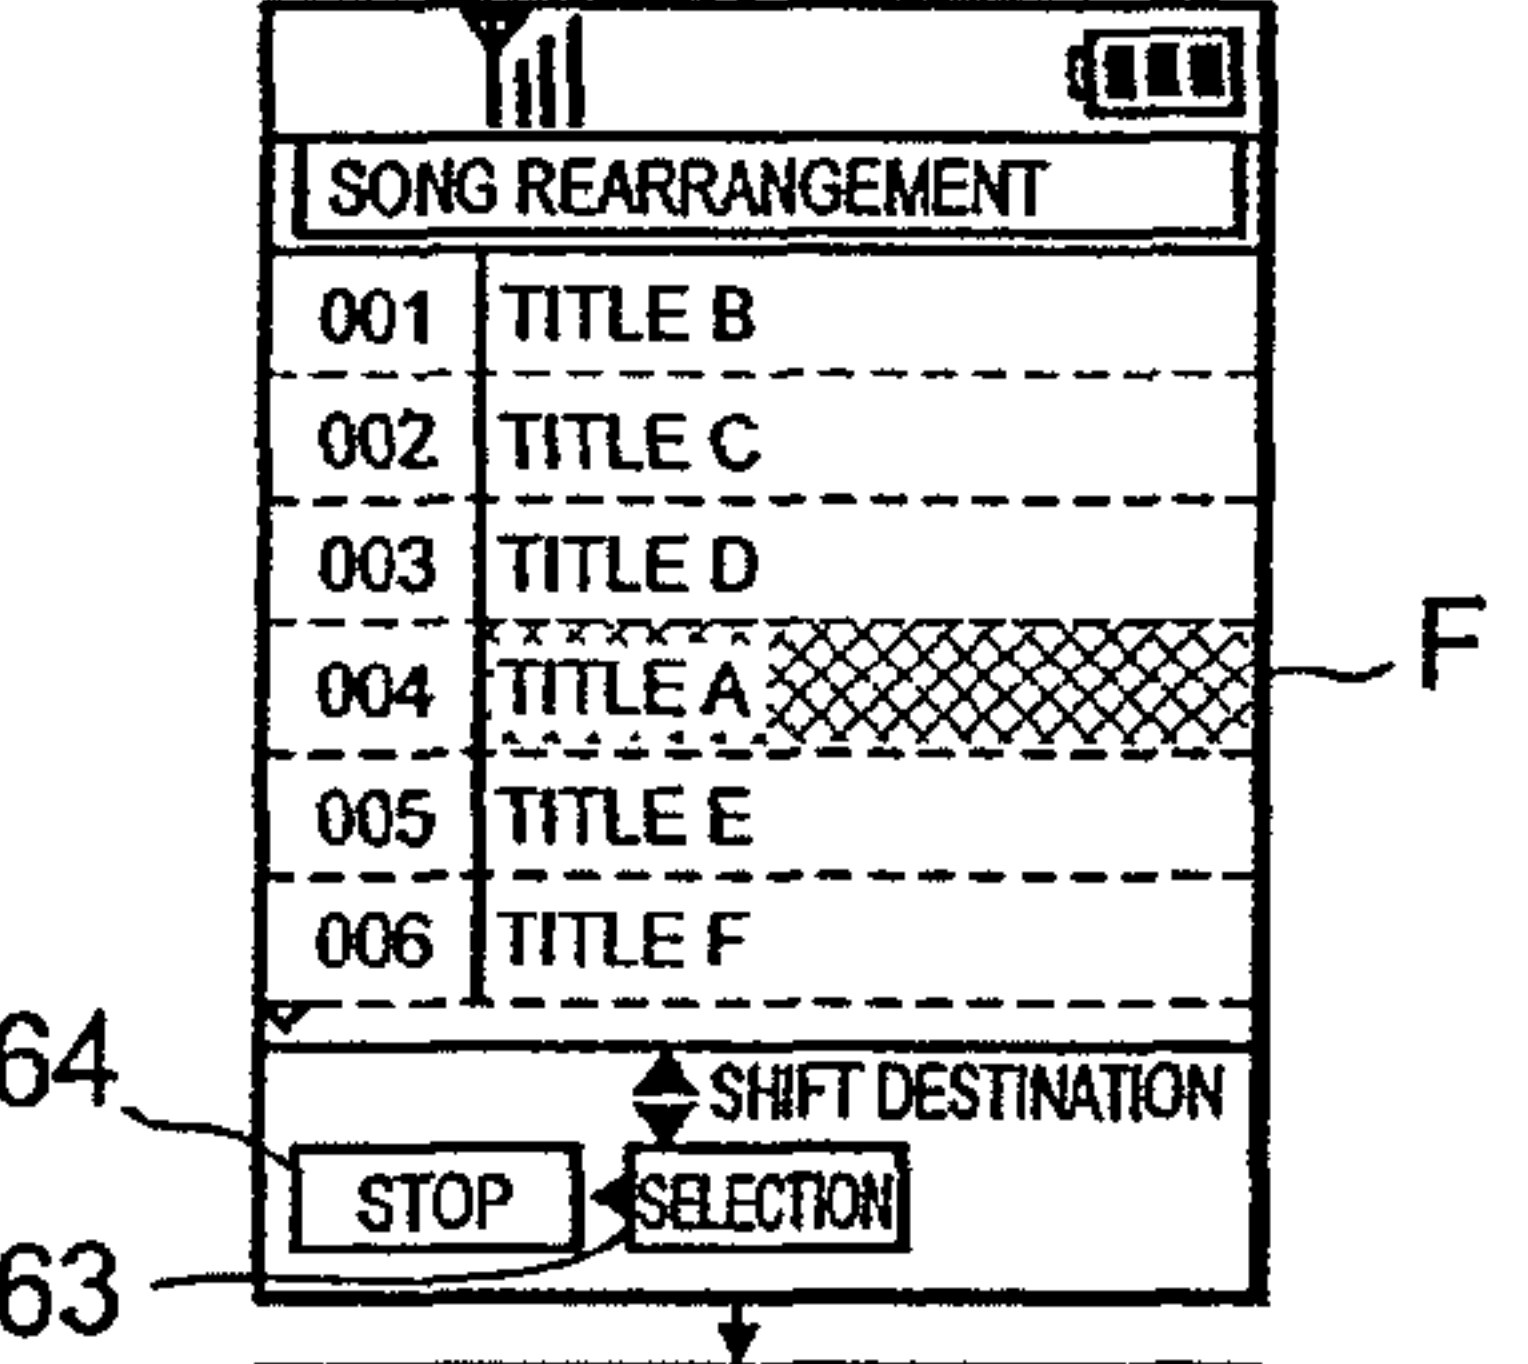 SONG REARRANGEMENT
001 TITLE B
002 TITLE C
003 TITLE D
004 TITLE A
F
005 TITLE E
006 TITLE F
64
SHIFT DESTINATION
STOP SELECTION
63